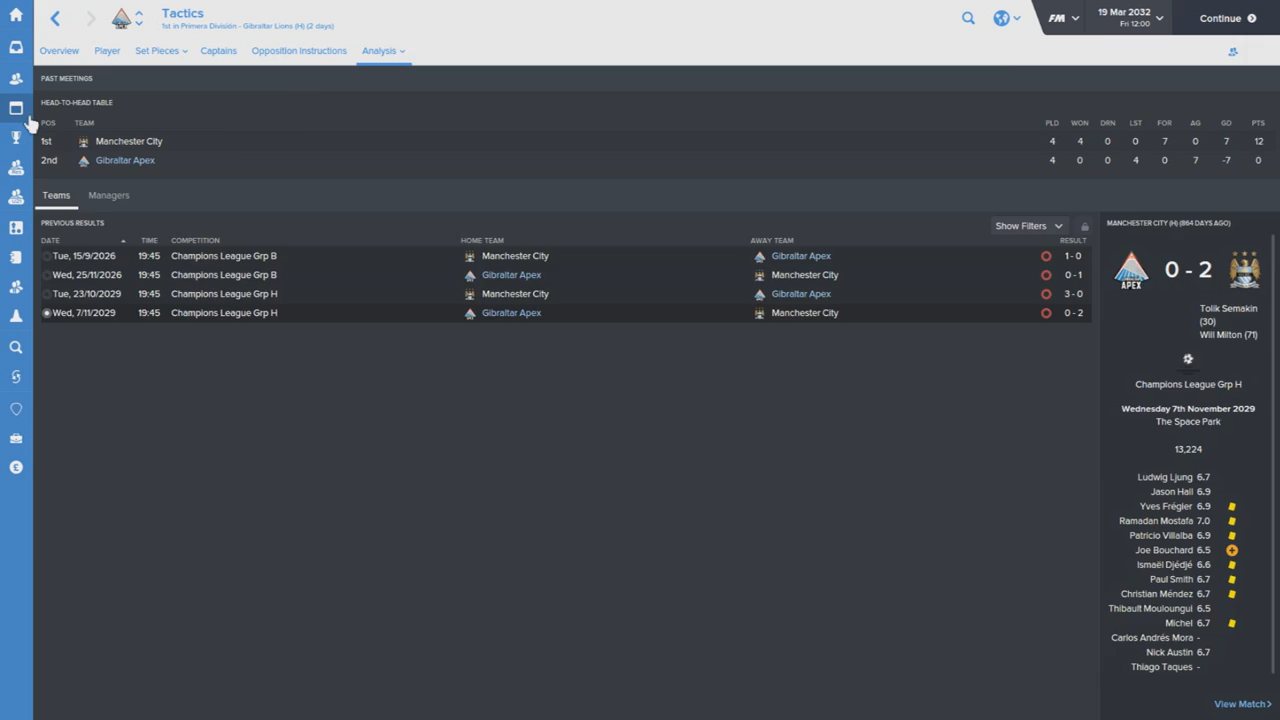 Tactics
1st in Primera División - Gibraltar Lions (H) (2 days)
FM
19 Mar 2032
Fri 12:00
Continue
Overview Player Set Pieces Captains Opposition Instructions Analysis
PAST MEETINGS
HEAD-TO-HEAD TABLE
POS TEAM PLD WON DRN LST FOR AG GD PTS
1st Manchester City 4 4 0 0 7 0 7 12
2nd Gibraltar Apex 4 0 0 4 0 7 -7 0
Teams Managers
PREVIOUS RESULTS
Show Filters
DATE TIME COMPETITION HOME TEAM AWAY TEAM RESULT
Tue, 15/9/2026 19:45 Champions League Grp B Manchester City Gibraltar Apex 1-0
Wed, 25/11/2026 19:45 Champions League Grp B Gibraltar Apex Manchester City 0-1
Tue, 23/10/2029 19:45 Champions League Grp H Manchester City Gibraltar Apex 3-0
Wed, 7/11/2029 19:45 Champions League Grp H Gibraltar Apex Manchester City 0-2
MANCHESTER CITY (H) (864 DAYS AGO)
APEX
0 - 2
Tolik Semakin
(30)
Will Milton (71)
Champions League Grp H
Wednesday 7th November 2029
The Space Park
13,224
Ludwig Ljung 6.7
Jason Hall 6.9
Yves Frégier 6.9
Ramadan Mostafa 7.0
Patricio Villalba 6.9
Joe Bouchard 6.5
Ismaël Djédjé 6.6
Paul Smith 6.7
Christian Méndez 6.7
Thibault Mouloungui 6.5
Michel 6.7
Carlos Andrés Mora -
Nick Austin 6.7
Thiago Taques -
View Match